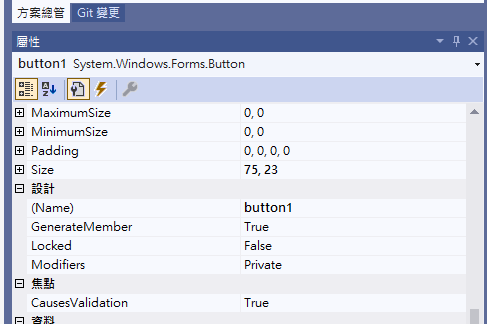 方案總管 Git 變更
屬性
button1 System.Windows.Forms.Button
MaximumSize 0, 0
MinimumSize 0, 0
Padding 0, 0, 0, 0
Size 75, 23
設計
(Name) button1
GenerateMember True
Locked False
Modifiers Private
焦點
CausesValidation True
資料